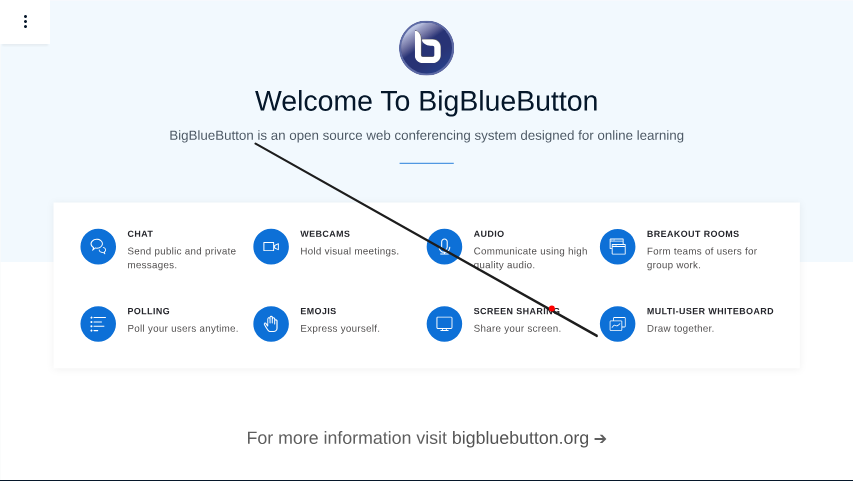 Welcome To BigBlueButton
BigBlueButton is an open source web conferencing system designed for online learning
CHAT
Send public and private
messages.
WEBCAMS
Hold visual meetings.
AUDIO
Communicate using high
quality audio.
BREAKOUT ROOMS
Form teams of users for
group work.
POLLING
Poll your users anytime.
EMOJIS
Express yourself.
SCREEN SHARING
Share your screen.
MULTI-USER WHITEBOARD
Draw together.
For more information visit bigbluebutton.org ➔